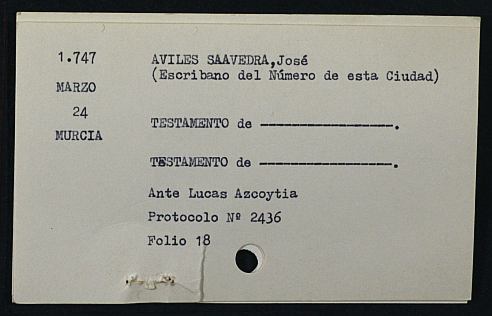 1.747
MARZO
24
MURCIA
AVILES SAAVEDRA,José
(Escribano del Número de esta Ciudad)
TESTAMENTO de ----------------.
TESTAMENTO de ----------------.
Ante Lucas Azcoytia
Protocolo Nº 2436
Folio 18